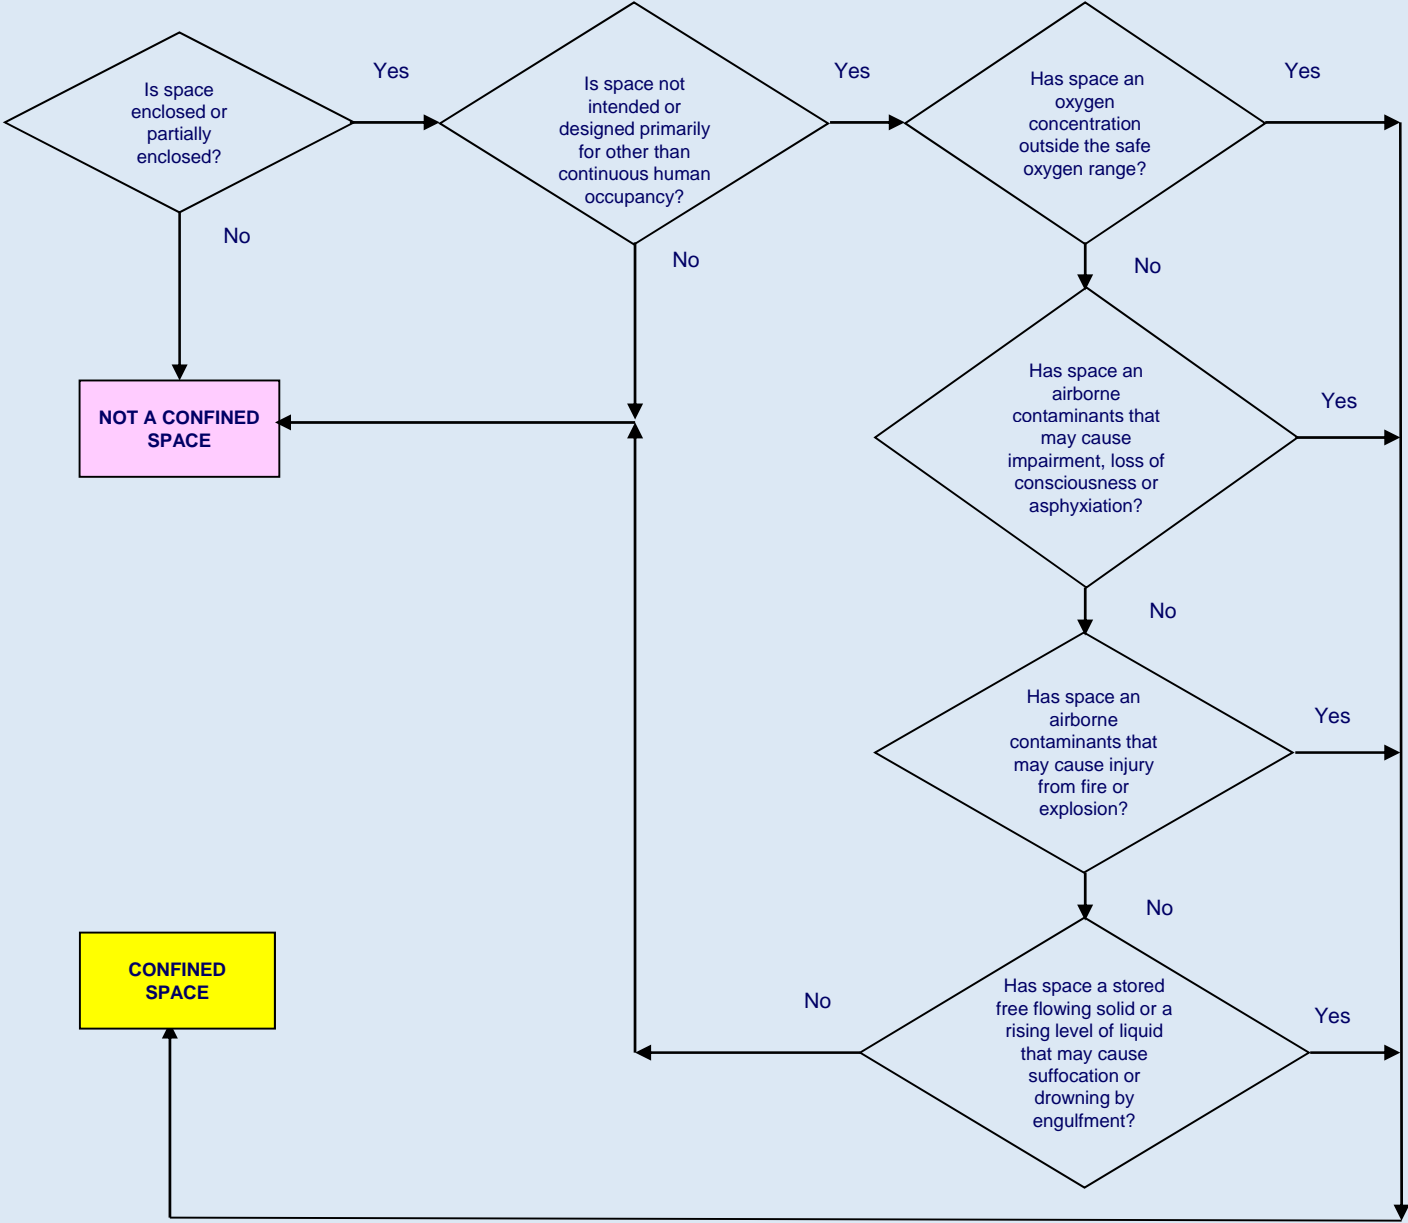 Is space
enclosed or
partially
enclosed?
Yes
No
Is space not
intended or
designed primarily
for other than
continuous human
occupancy?
Yes
No
Has space an
oxygen
concentration
outside the safe
oxygen range?
Yes
No
NOT A CONFINED
SPACE
Has space an
airborne
contaminants that
may cause
impairment, loss of
consciousness or
asphyxiation?
Yes
No
Has space an
airborne
contaminants that
may cause injury
from fire or
explosion?
Yes
No
CONFINED
SPACE
Has space a stored
free flowing solid or a
rising level of liquid
that may cause
suffocation or
drowning by
engulfment?
No
Yes